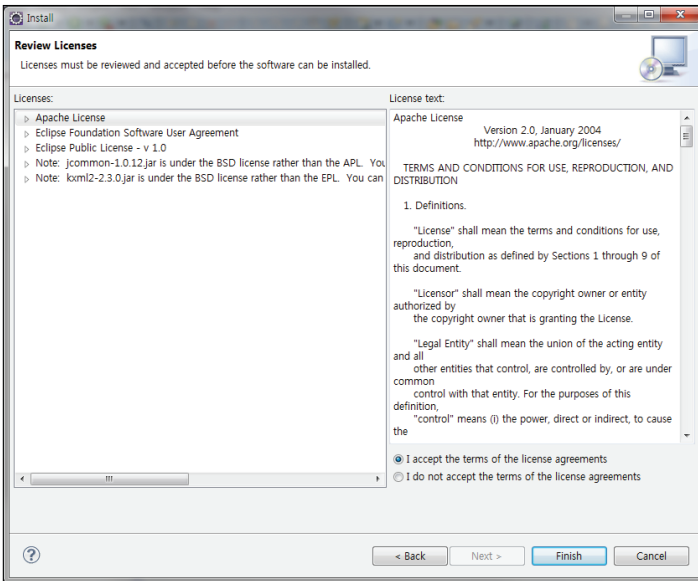 Install
Review Licenses
Licenses must be reviewed and accepted before the software can be installed.
Licenses:
Apache License
Eclipse Foundation Software User Agreement
Eclipse Public License - v 1.0
Note: jcommon-1.0.12.jar is under the BSD license rather than the APL. You
Note: kxml2-2.3.0.jar is under the BSD license rather than the EPL. You can
License text:
Apache License
Version 2.0, January 2004
http://www.apache.org/licenses/
TERMS AND CONDITIONS FOR USE, REPRODUCTION, AND
DISTRIBUTION
1. Definitions.
"License" shall mean the terms and conditions for use,
reproduction,
and distribution as defined by Sections 1 through 9 of
this document.
"Licensor" shall mean the copyright owner or entity
authorized by
the copyright owner that is granting the License.
"Legal Entity" shall mean the union of the acting entity
and all
other entities that control, are controlled by, or are under
common
control with that entity. For the purposes of this
definition,
"control" means (i) the power, direct or indirect, to cause
the
I accept the terms of the license agreements
I do not accept the terms of the license agreements
< Back
Next >
Finish
Cancel